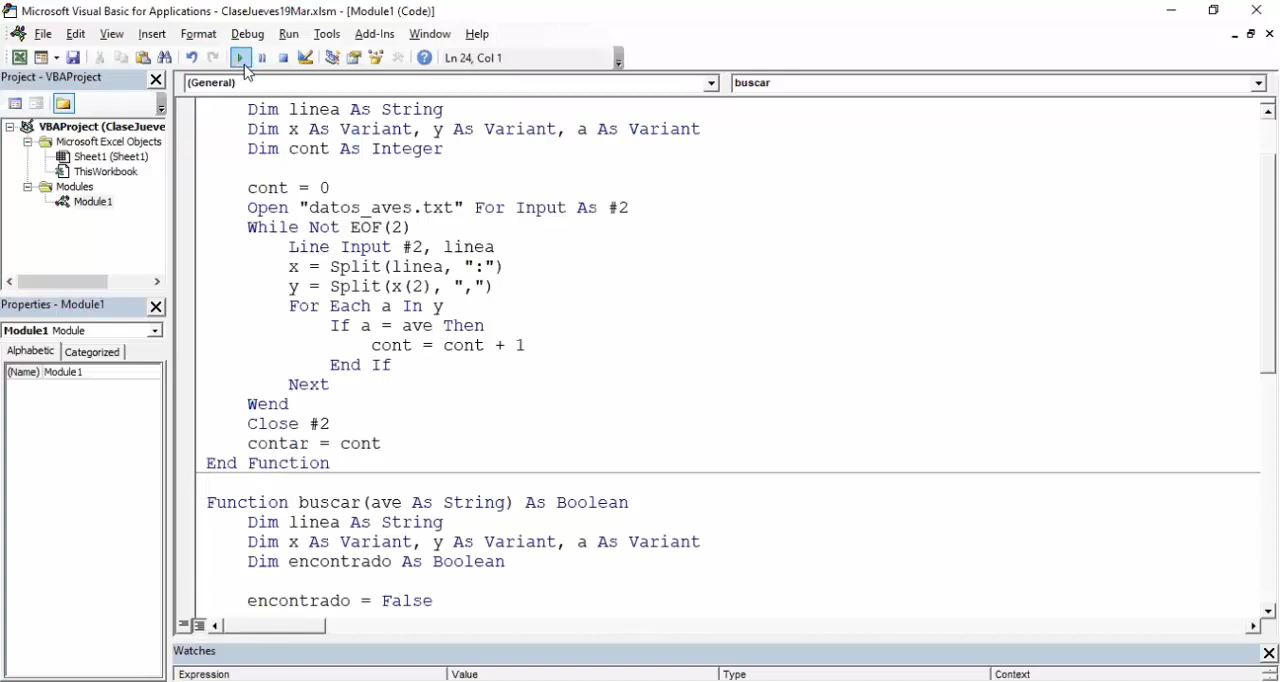 Microsoft Visual Basic for Applications - ClaseJueves19Mar.xlsm - [Module1 (Code)]
File Edit View Insert Format Debug Run Tools Add-Ins Window Help
Ln 24, Col 1
Project - VBAProject
(General)
buscar
VBAProject (ClaseJueve
Microsoft Excel Objects
Sheet1 (Sheet1)
ThisWorkbook
Modules
Module1
Properties - Module1
Module1 Module
Alphabetic Categorized
(Name) Module1
Dim linea As String
Dim x As Variant, y As Variant, a As Variant
Dim cont As Integer
cont = 0
Open "datos_aves.txt" For Input As #2
While Not EOF(2)
Line Input #2, linea
x = Split(linea, ":")
y = Split(x(2), ",")
For Each a In y
If a = ave Then
cont = cont + 1
End If
Next
Wend
Close #2
contar = cont
End Function
Function buscar(ave As String) As Boolean
Dim linea As String
Dim x As Variant, y As Variant, a As Variant
Dim encontrado As Boolean
encontrado = False
Watches
Expression Value Type Context